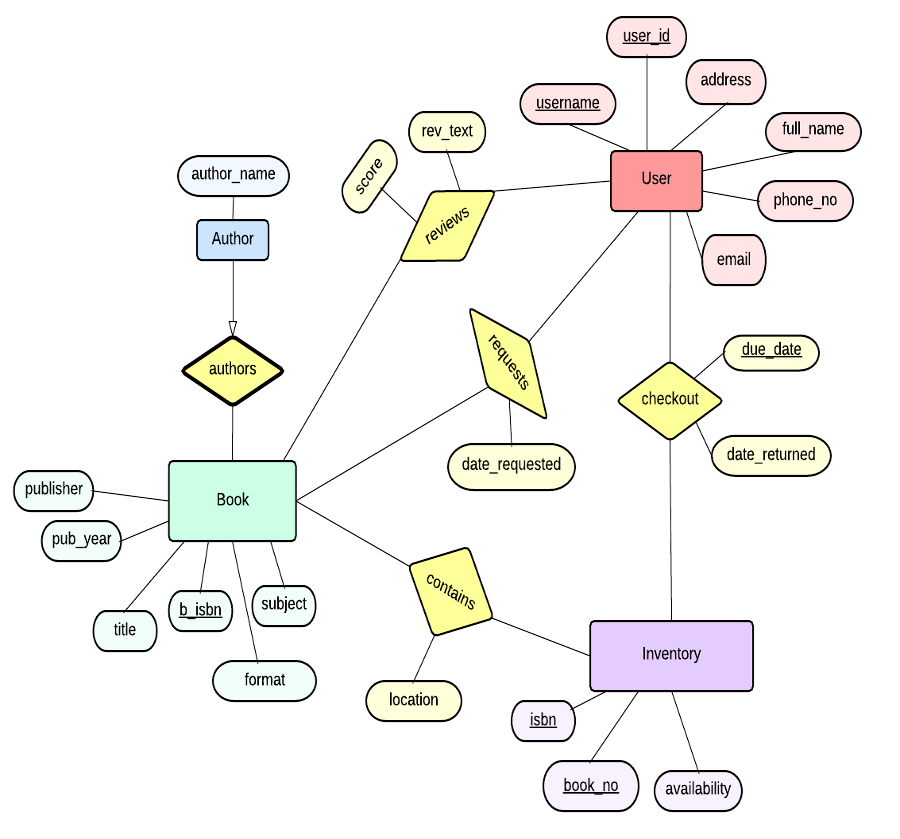 user_id
address
username
full_name
rev_text
score
author_name
User
phone_no
reviews
Author
email
requests
due_date
authors
checkout
date_returned
date_requested
publisher
Book
pub_year
contains
subject
b_isbn
title
Inventory
format
location
isbn
book_no
availability